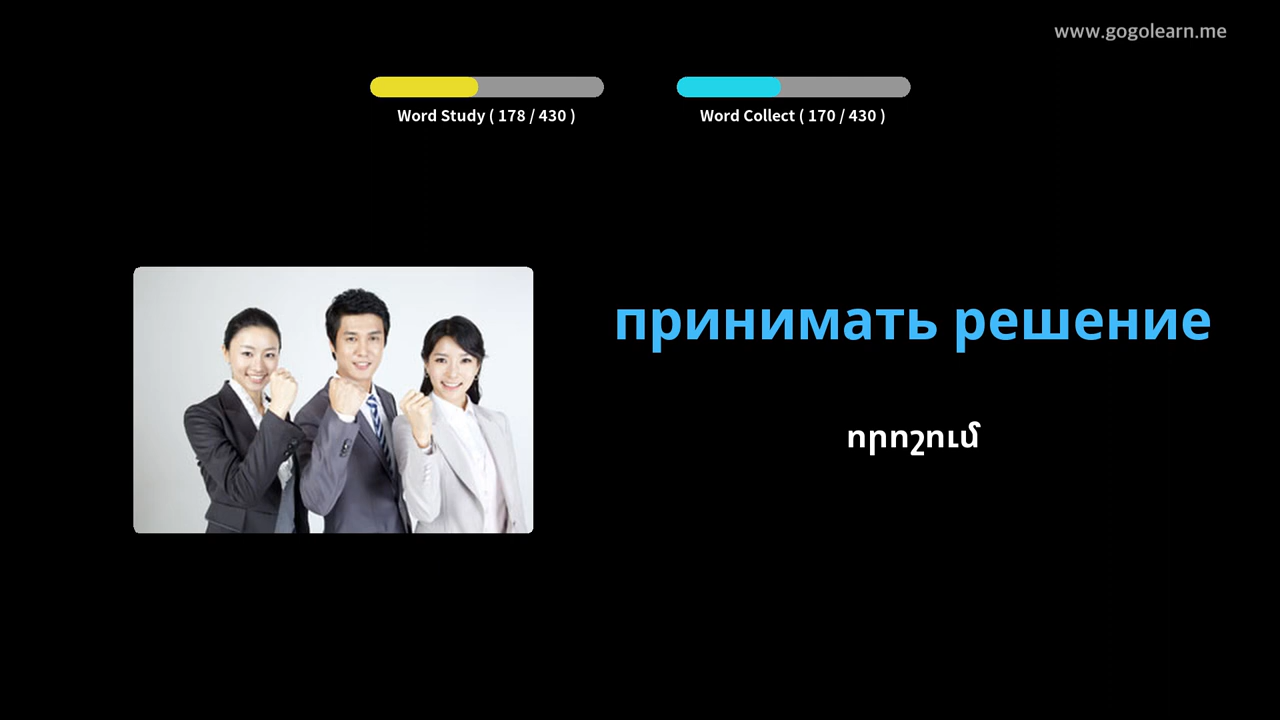 www.gogolearn.me
Word Study ( 178 / 430 )
Word Collect ( 170 / 430 )
принимать решение
որոշում